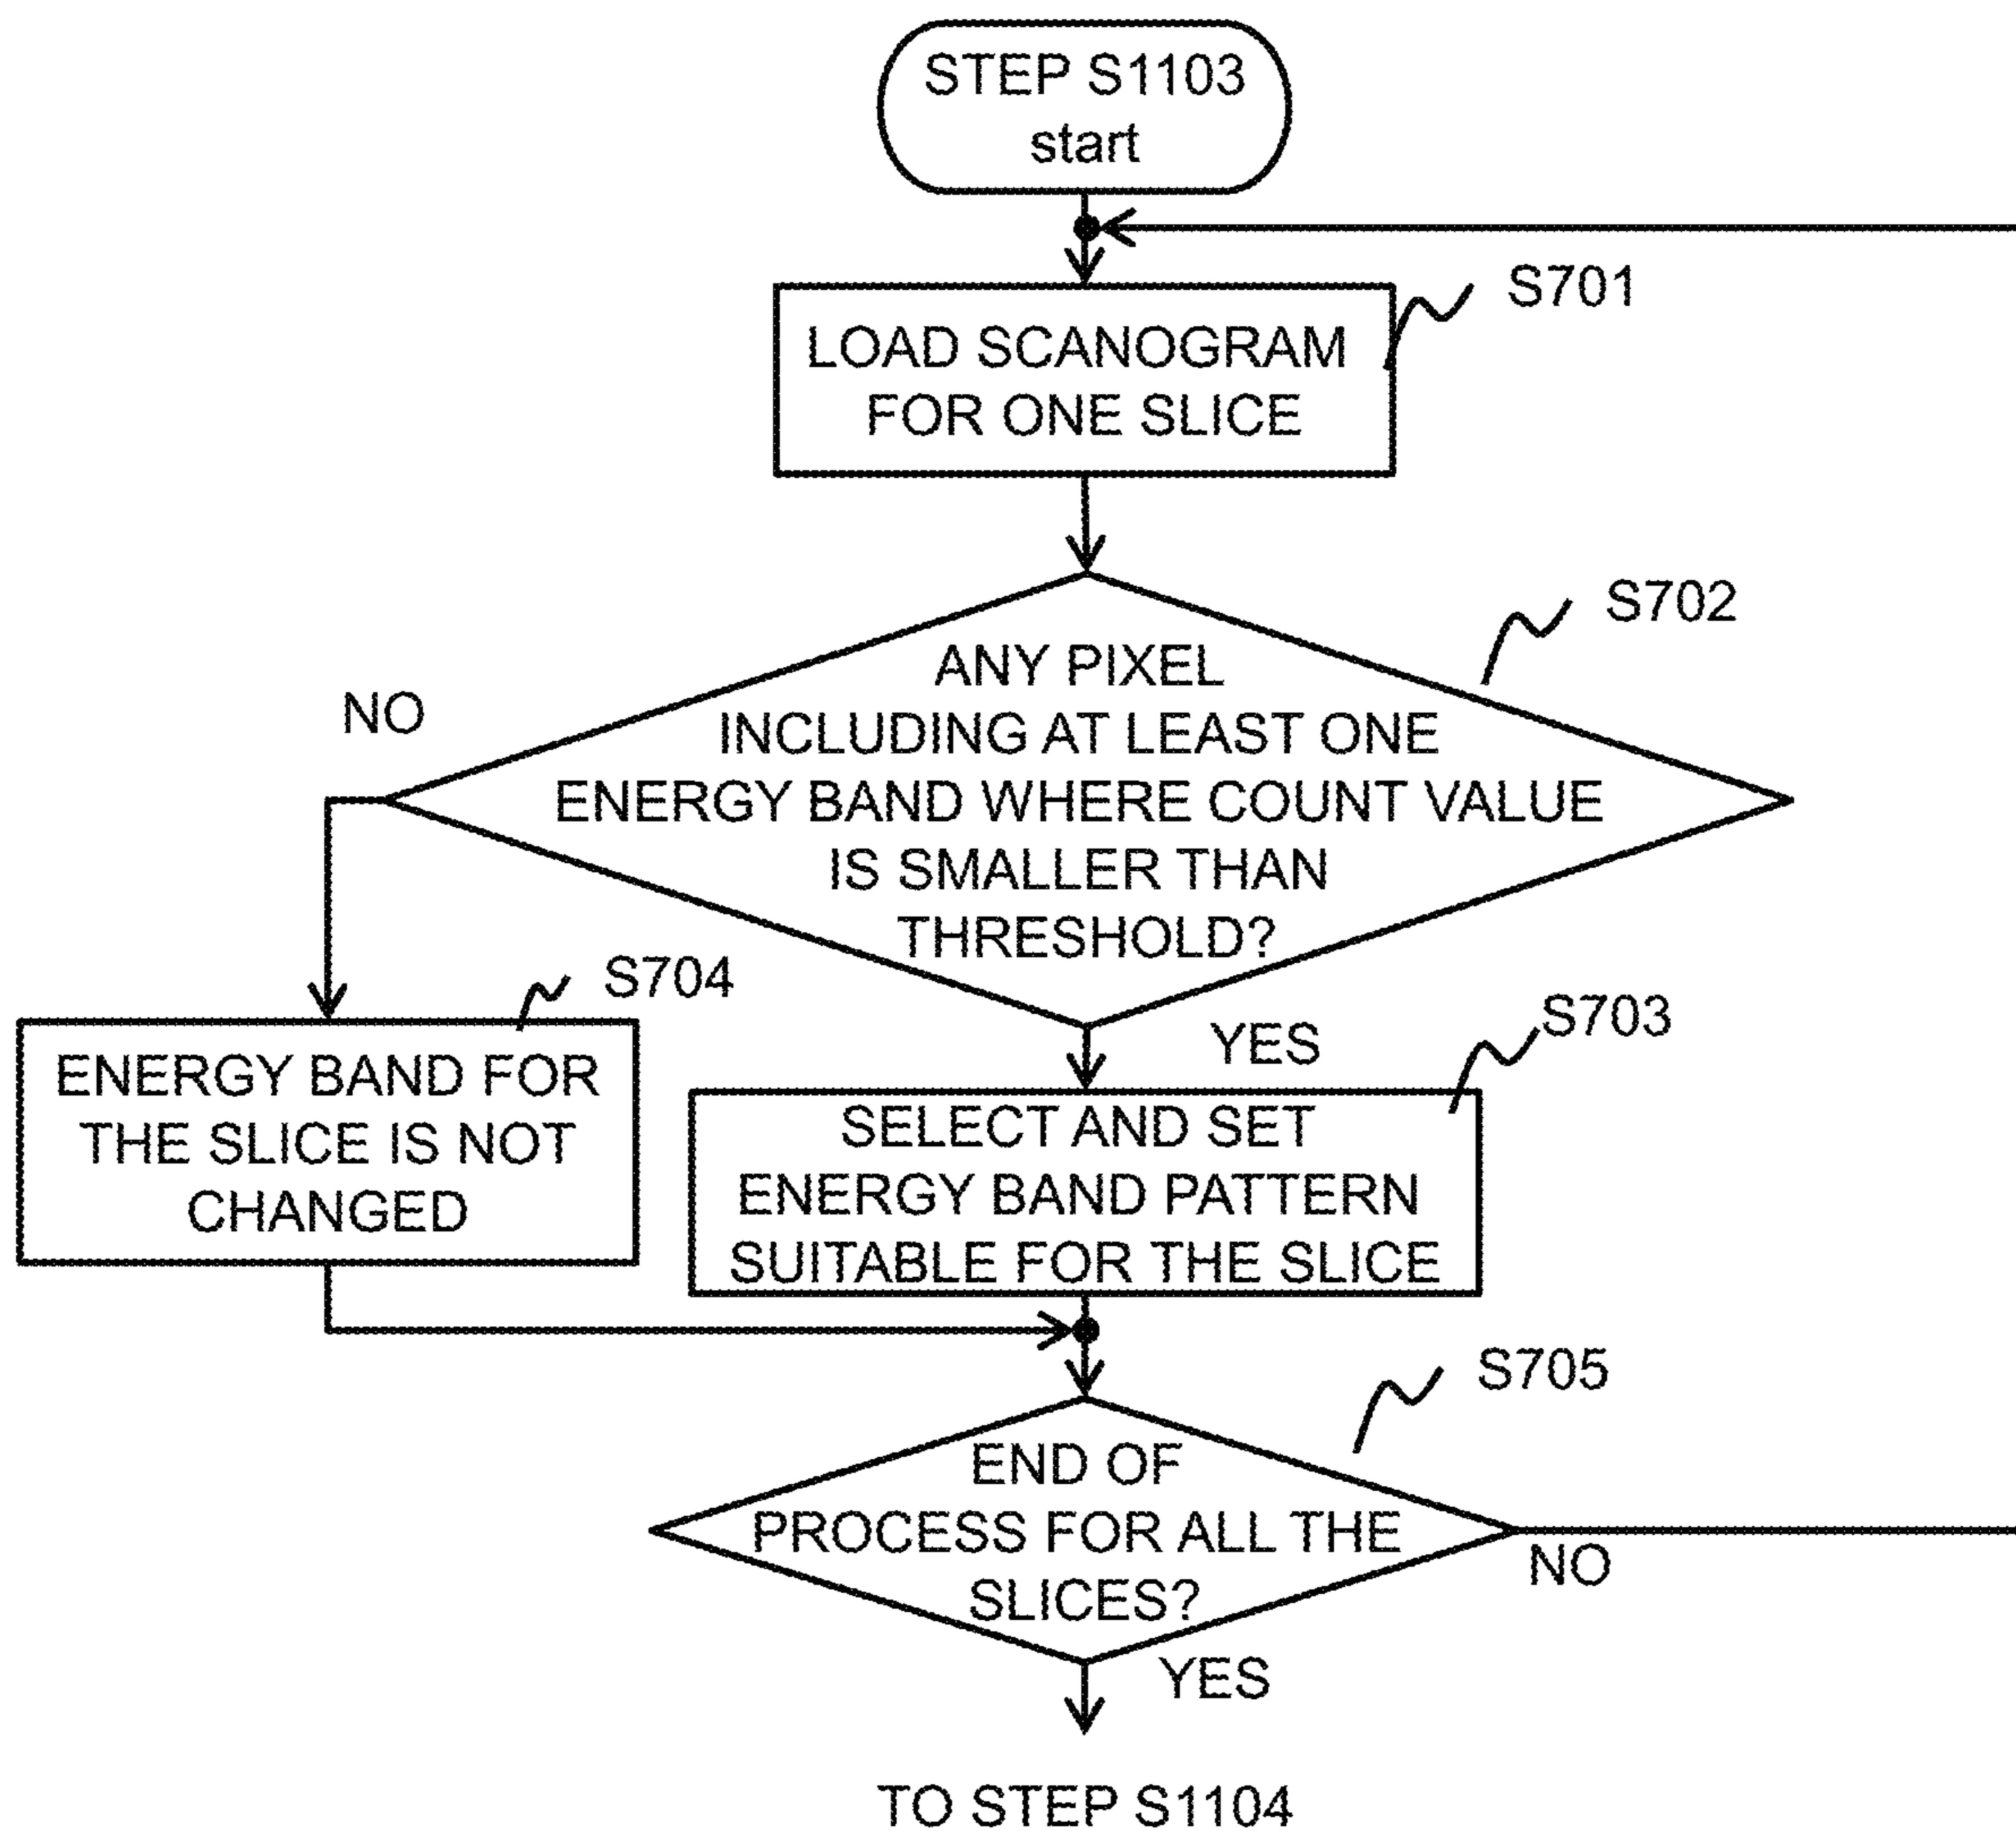 STEP S1103
start
S701
LOAD SCANOGRAM
FOR ONE SLICE
S702
ANY PIXEL
INCLUDING AT LEAST ONE
ENERGY BAND WHERE COUNT VALUE
IS SMALLER THAN
THRESHOLD?
NO
YES
S704
ENERGY BAND FOR
THE SLICE IS NOT
CHANGED
S703
SELECT AND SET
ENERGY BAND PATTERN
SUITABLE FOR THE SLICE
S705
END OF
PROCESS FOR ALL THE
SLICES?
NO
YES
TO STEP S1104